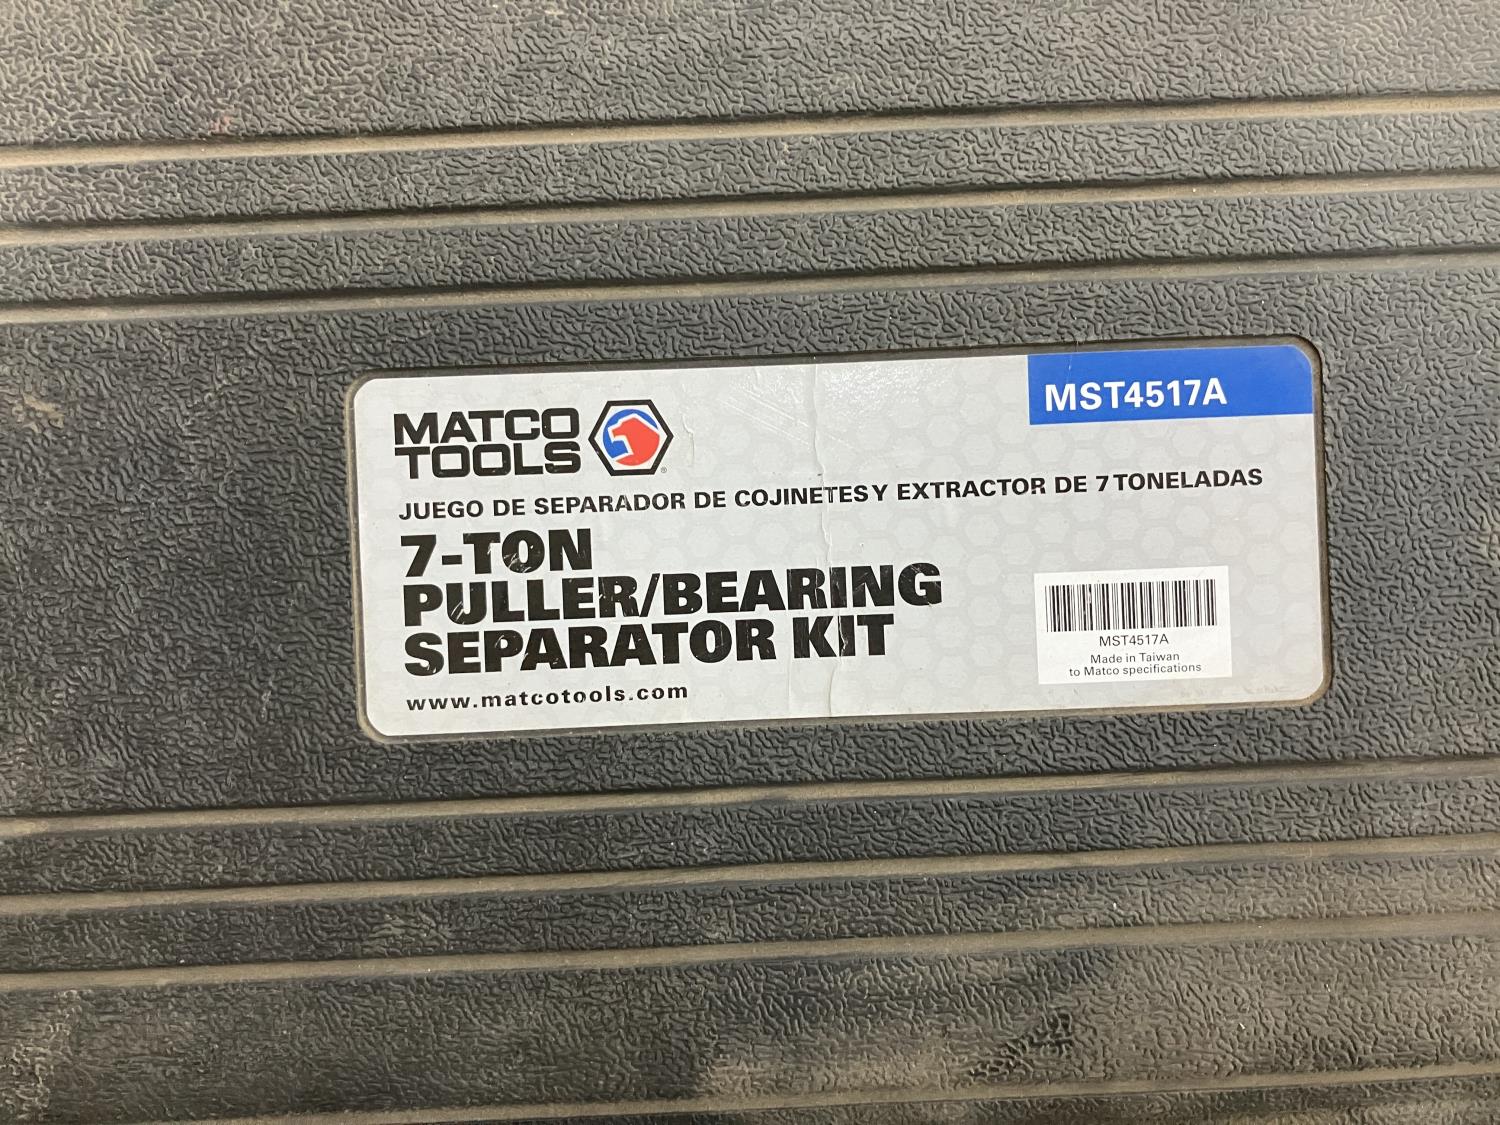 MATCO
TOOLS
MST4517A
JUEGO DE SEPARADOR DE COJINETES Y EXTRACTOR DE 7 TONELADAS
7-TON
PULLER/BEARING
SEPARATOR KIT
www.matcotools.com
MST4517A
Made in Taiwan
to Matco specifications